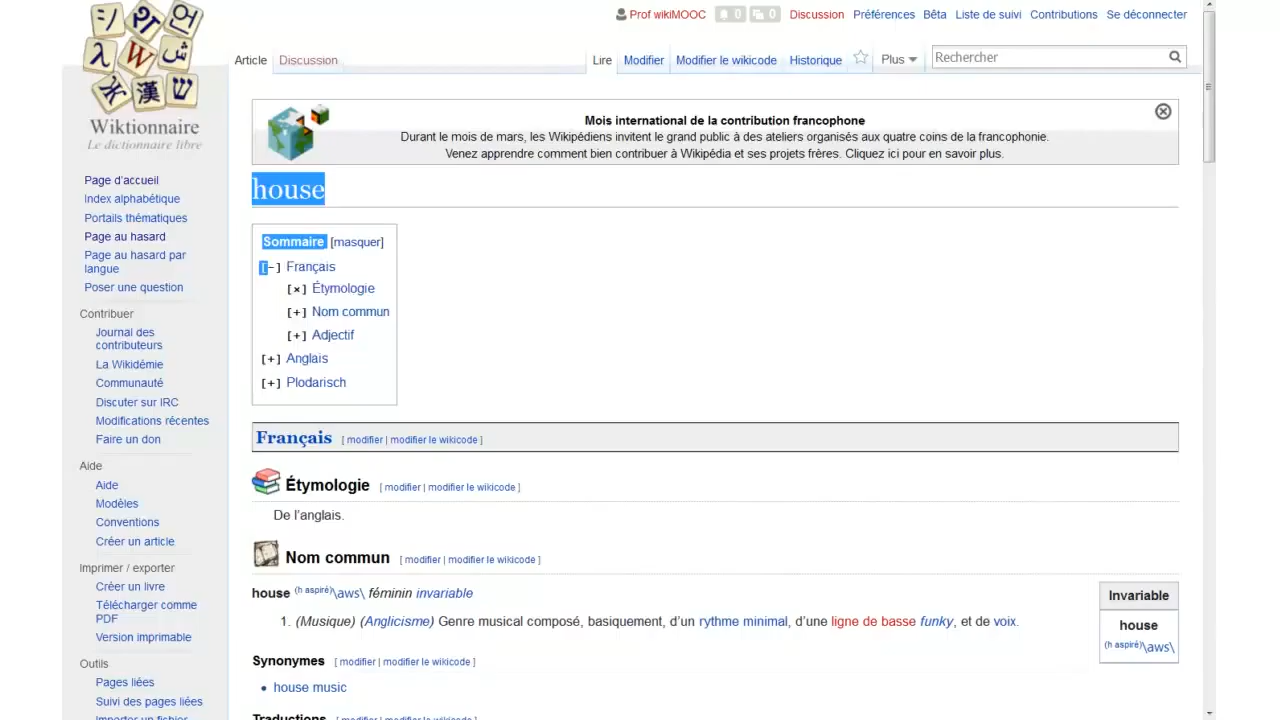 Prof wikiMOOC 0 0 Discussion Préférences Bêta Liste de suivi Contributions Se déconnecter
Article Discussion Lire Modifier Modifier le wikicode Historique Plus Rechercher
Wiktionnaire
Le dictionnaire libre
Page d’accueil
Index alphabétique
Portails thématiques
Page au hasard
Page au hasard par
langue
Poser une question
Contribuer
Journal des
contributeurs
La Wikidémie
Communauté
Discuter sur IRC
Modifications récentes
Faire un don
Aide
Aide
Modèles
Conventions
Créer un article
Imprimer / exporter
Créer un livre
Télécharger comme
PDF
Version imprimable
Outils
Pages liées
Suivi des pages liées
Importer un fichier
Mois international de la contribution francophone
Durant le mois de mars, les Wikipédiens invitent le grand public à des ateliers organisés aux quatre coins de la francophonie.
Venez apprendre comment bien contribuer à Wikipédia et ses projets frères. Cliquez ici pour en savoir plus.
house
Sommaire [masquer]
[−] Français
[×] Étymologie
[+] Nom commun
[+] Adjectif
[+] Anglais
[+] Plodarisch
Français [ modifier | modifier le wikicode ]
Étymologie [ modifier | modifier le wikicode ]
De l’anglais.
Nom commun [ modifier | modifier le wikicode ]
house (h aspiré)\aws\ féminin invariable
1. (Musique) (Anglicisme) Genre musical composé, basiquement, d’un rythme minimal, d’une ligne de basse funky, et de voix.
Invariable
house
(h aspiré)\aws\
Synonymes [ modifier | modifier le wikicode ]
• house music
Traductions [ modifier | modifier le wikicode ]